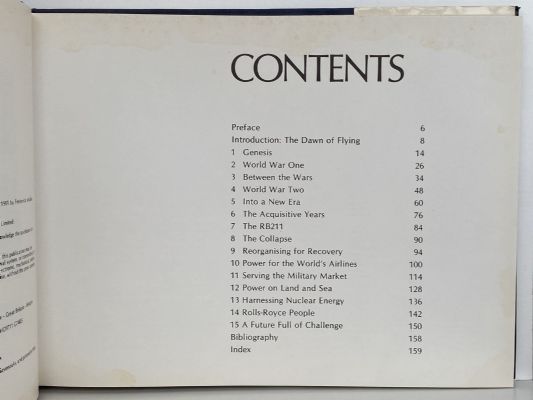 CONTENTS
Preface 6
Introduction: The Dawn of Flying 8
1 Genesis 14
2 World War One 26
3 Between the Wars 34
4 World War Two 48
5 Into a New Era 60
6 The Acquisitive Years 76
7 The RB211 84
8 The Collapse 90
9 Reorganising for Recovery 94
10 Power for the World's Airlines 100
11 Serving the Military Market 114
12 Power on Land and Sea 128
13 Harnessing Nuclear Energy 136
14 Rolls-Royce People 142
15 A Future Full of Challenge 150
Bibliography 158
Index 159
Limited